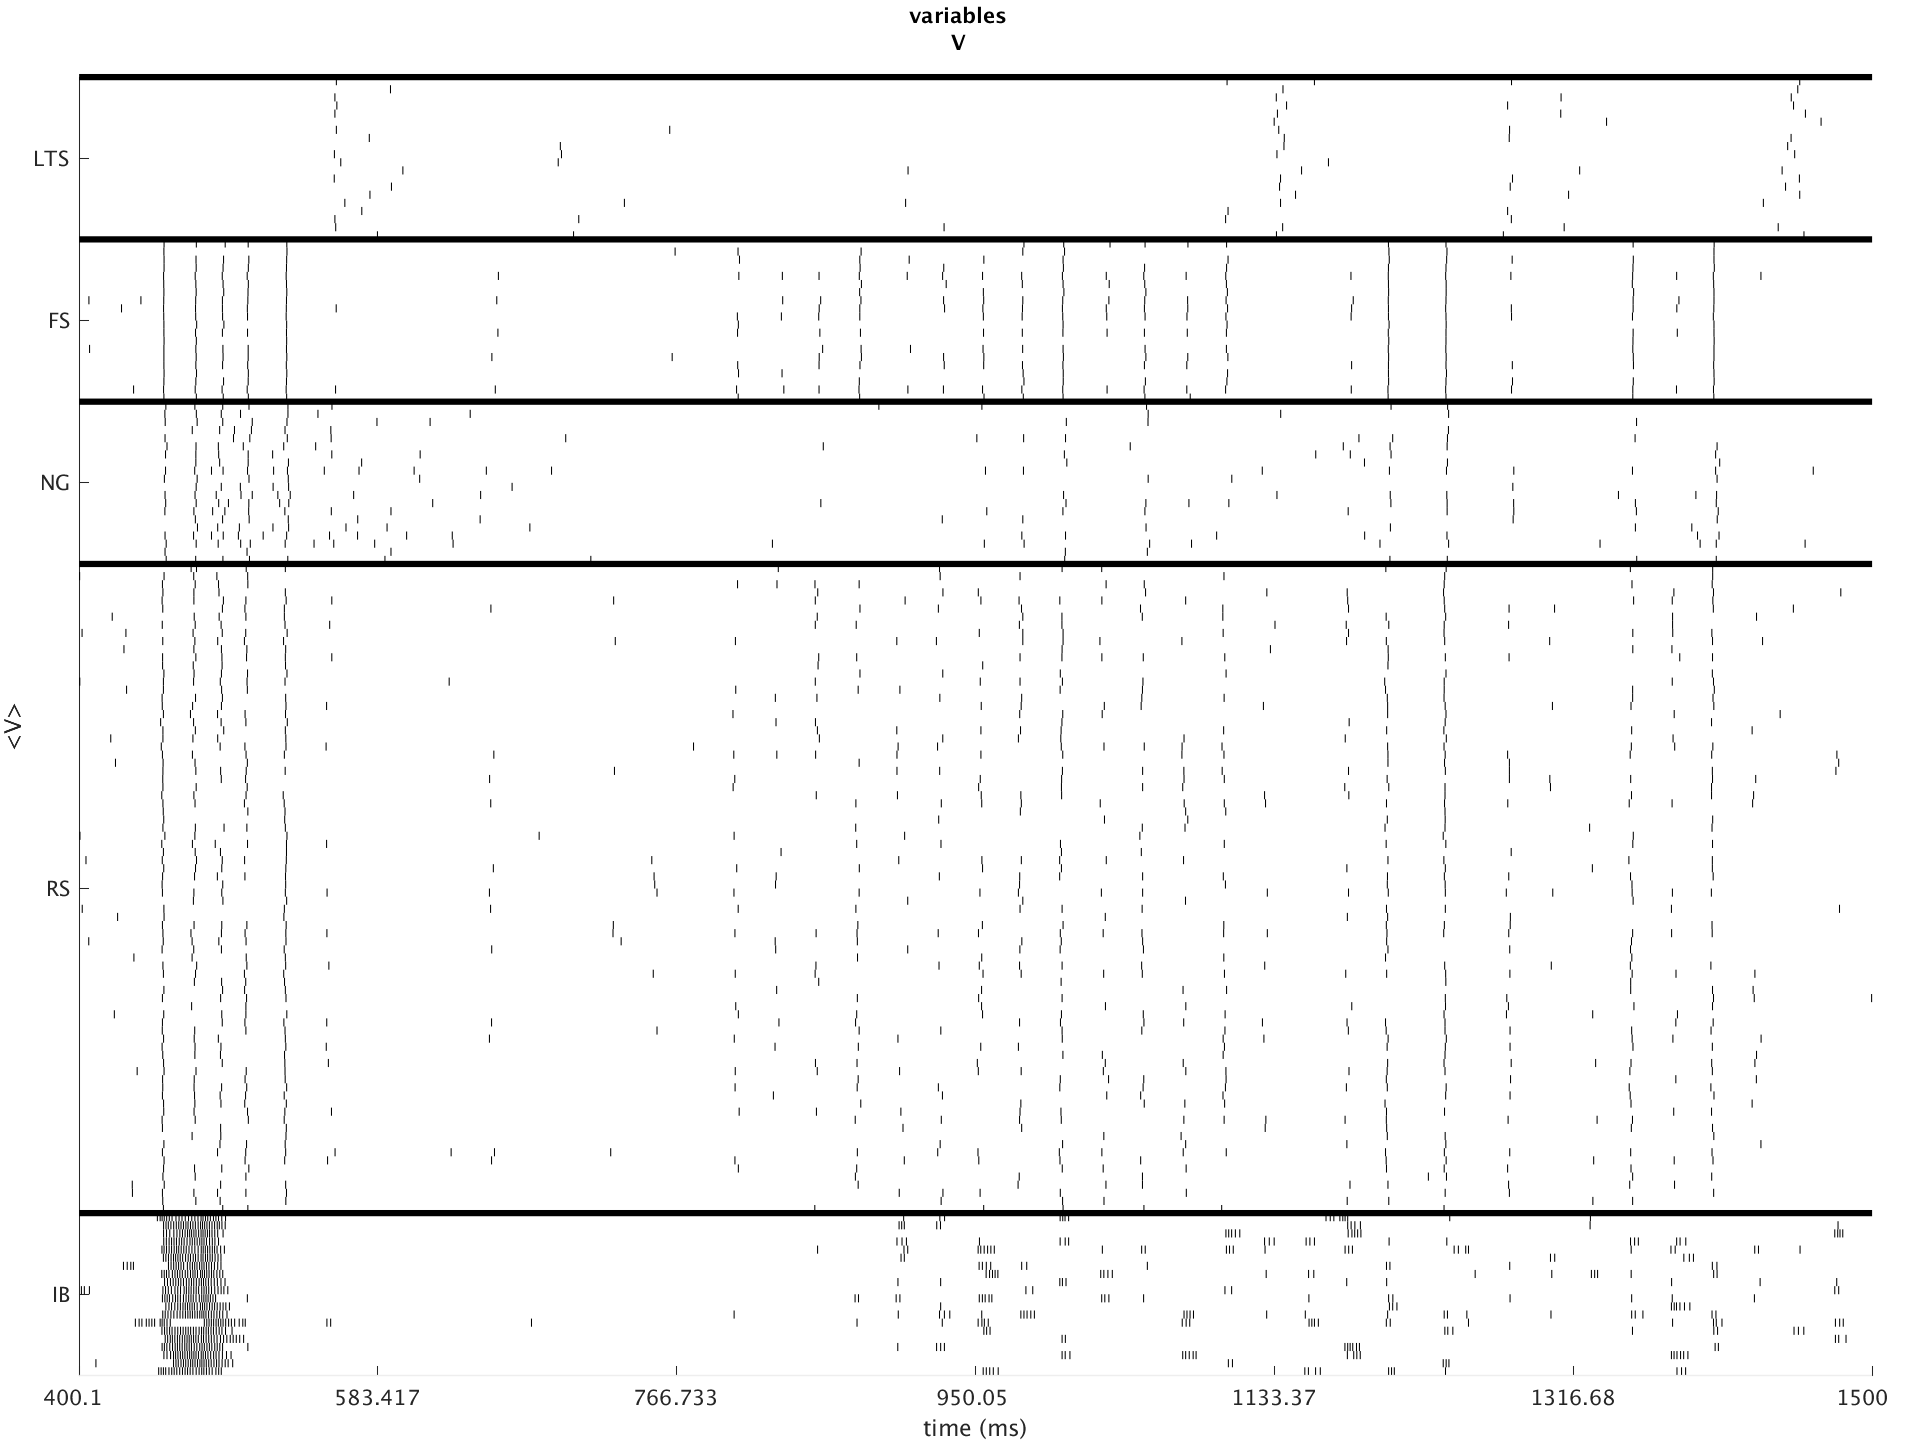 variables
V
LTS
FS
NG
RS
IB
<V>
400.1 583.417 766.733 950.05 1133.37 1316.68 1500
time (ms)